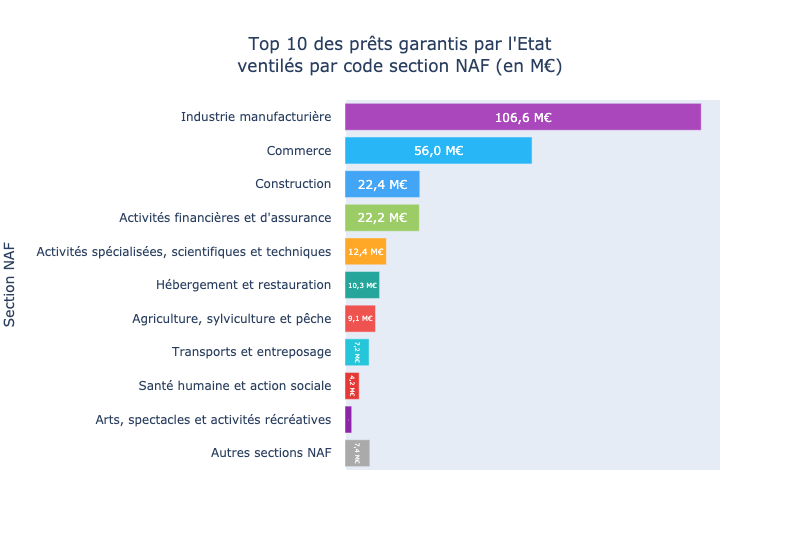 Top 10 des prêts garantis par l'Etat
ventilés par code section NAF (en M€)
Section NAF
Industrie manufacturière 106,6 M€
Commerce 56,0 M€
Construction 22,4 M€
Activités financières et d'assurance 22,2 M€
Activités spécialisées, scientifiques et techniques 12,4 M€
Hébergement et restauration 10,3 M€
Agriculture, sylviculture et pêche 9,1 M€
Transports et entreposage 7,2 M€
Santé humaine et action sociale 4,2 M€
Arts, spectacles et activités récréatives
Autres sections NAF 7,4 M€